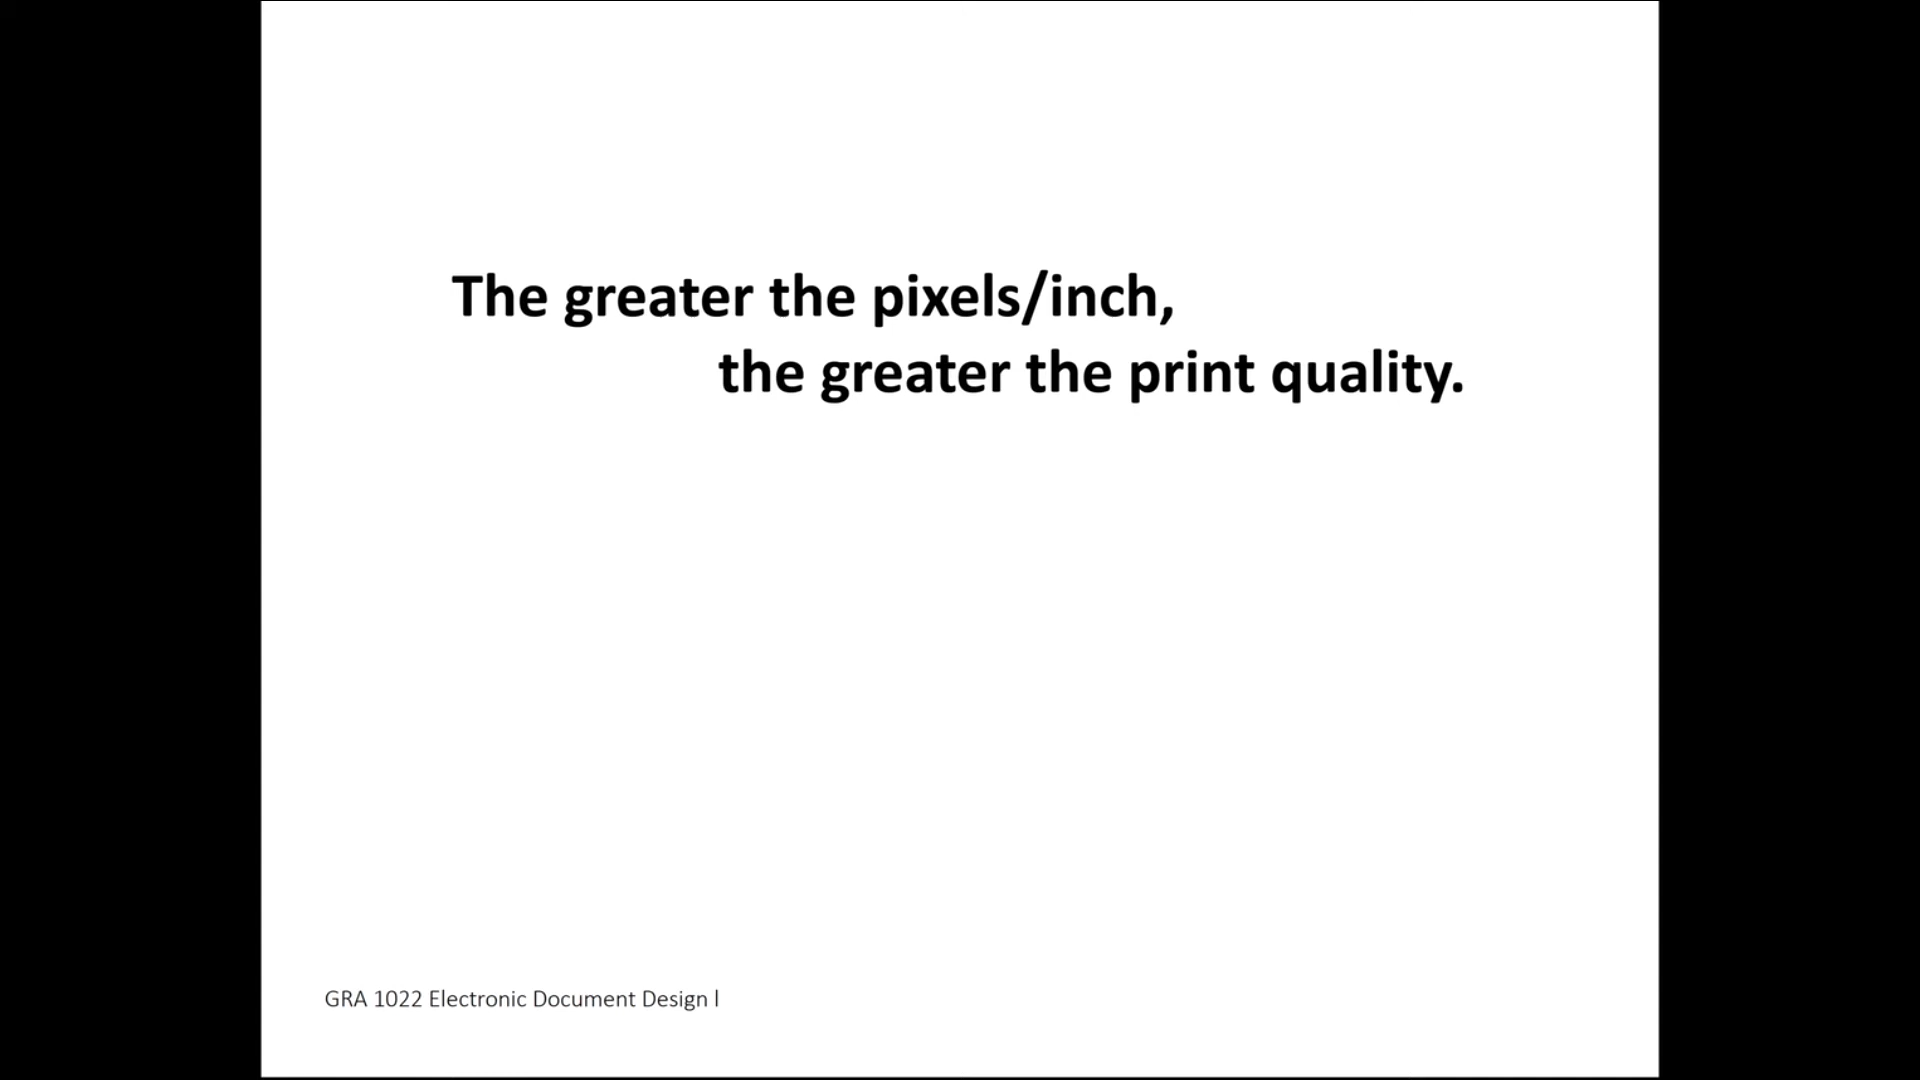 The greater the pixels/inch,
the greater the print quality.
GRA 1022 Electronic Document Design l